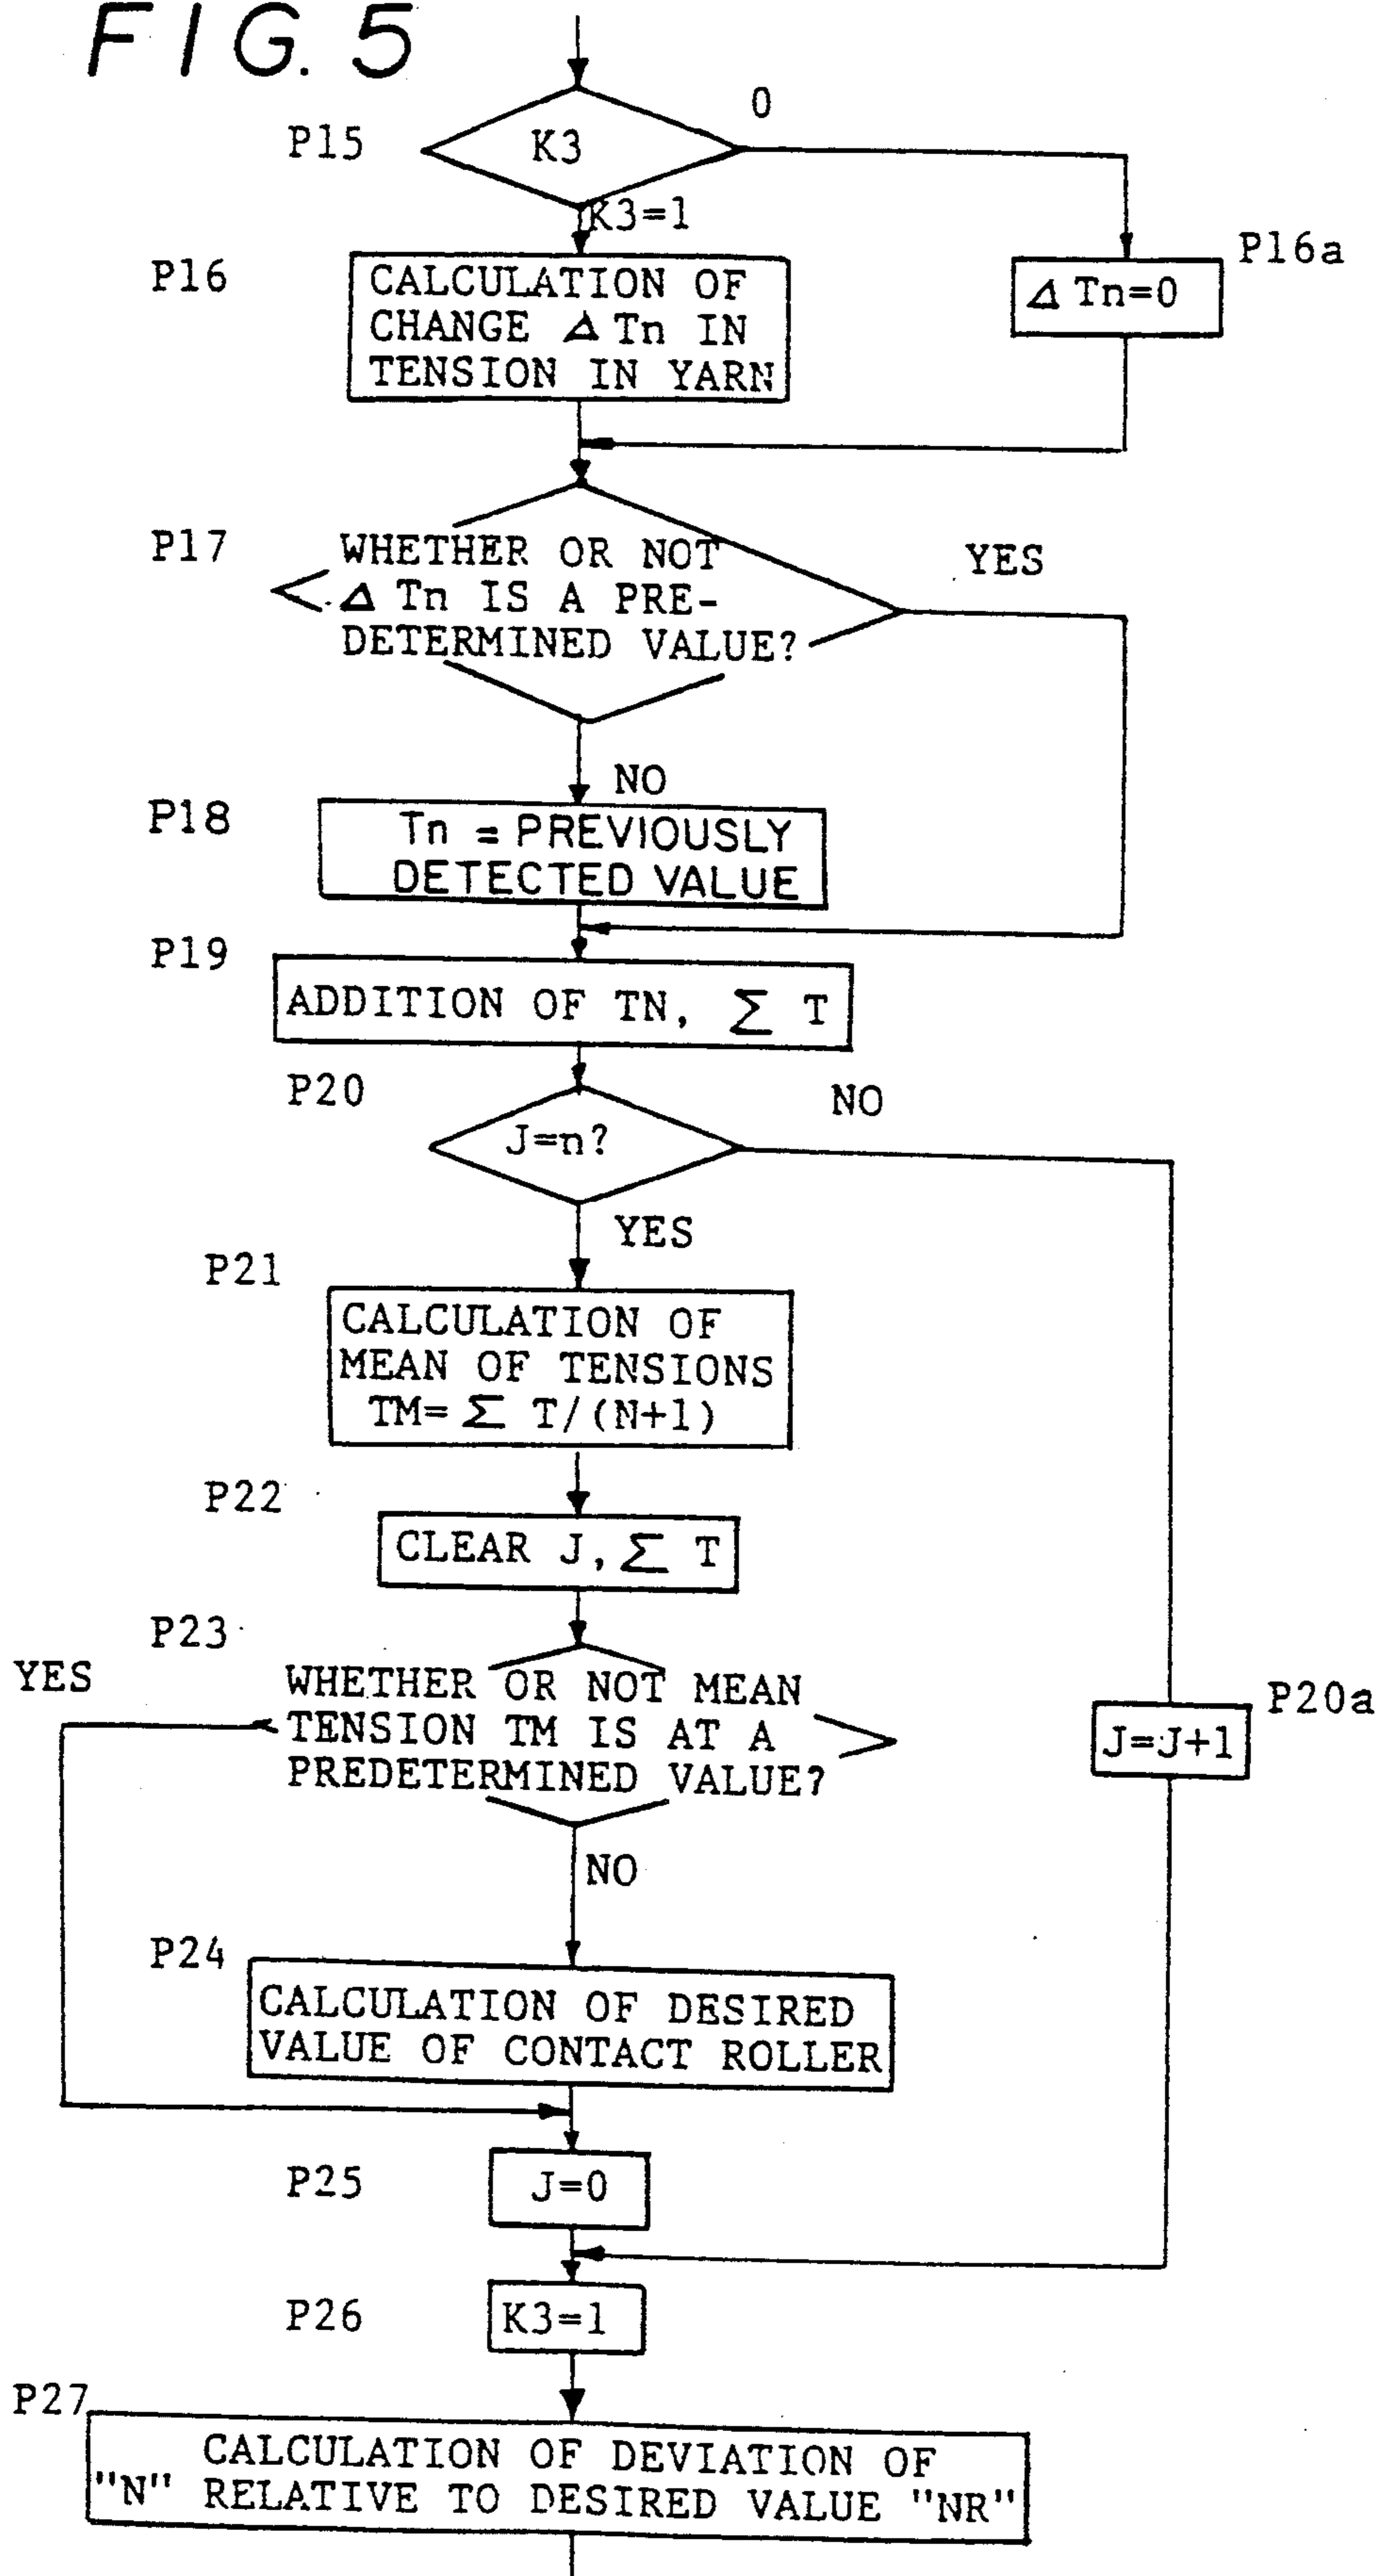 FIG. 5
0
P15
K3
K3=1
P16
CALCULATION OF
CHANGE Δ Tn IN
TENSION IN YARN
P16a
Δ Tn=0
P17
WHETHER OR NOT
Δ Tn IS A PRE-
DETERMINED VALUE?
YES
NO
P18
Tn = PREVIOUSLY
DETECTED VALUE
P19
ADDITION OF TN, Σ T
P20
J=n?
NO
YES
P21
CALCULATION OF
MEAN OF TENSIONS
TM= Σ T/(N+1)
P22
CLEAR J, Σ T
P23
YES
WHETHER OR NOT MEAN
TENSION TM IS AT A
PREDETERMINED VALUE?
P20a
J=J+1
NO
P24
CALCULATION OF DESIRED
VALUE OF CONTACT ROLLER
P25
J=0
P26
K3=1
P27
CALCULATION OF DEVIATION OF
"N" RELATIVE TO DESIRED VALUE "NR"